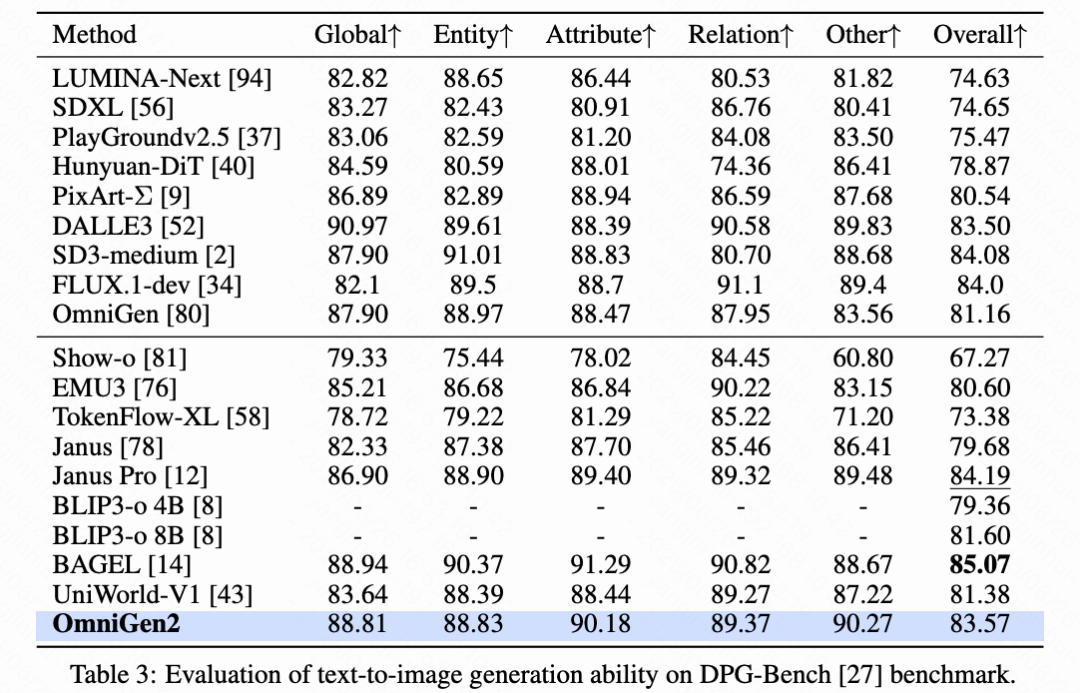 Method Global↑ Entity↑ Attribute↑ Relation↑ Other↑ Overall↑
LUMINA-Next [94] 82.82 88.65 86.44 80.53 81.82 74.63
SDXL [56] 83.27 82.43 80.91 86.76 80.41 74.65
PlayGroundv2.5 [37] 83.06 82.59 81.20 84.08 83.50 75.47
Hunyuan-DiT [40] 84.59 80.59 88.01 74.36 86.41 78.87
PixArt-Σ [9] 86.89 82.89 88.94 86.59 87.68 80.54
DALLE3 [52] 90.97 89.61 88.39 90.58 89.83 83.50
SD3-medium [2] 87.90 91.01 88.83 80.70 88.68 84.08
FLUX.1-dev [34] 82.1 89.5 88.7 91.1 89.4 84.0
OmniGen [80] 87.90 88.97 88.47 87.95 83.56 81.16
Show-o [81] 79.33 75.44 78.02 84.45 60.80 67.27
EMU3 [76] 85.21 86.68 86.84 90.22 83.15 80.60
TokenFlow-XL [58] 78.72 79.22 81.29 85.22 71.20 73.38
Janus [78] 82.33 87.38 87.70 85.46 86.41 79.68
Janus Pro [12] 86.90 88.90 89.40 89.32 89.48 84.19
BLIP3-o 4B [8] - - - - - 79.36
BLIP3-o 8B [8] - - - - - 81.60
BAGEL [14] 88.94 90.37 91.29 90.82 88.67 85.07
UniWorld-V1 [43] 83.64 88.39 88.44 89.27 87.22 81.38
OmniGen2 88.81 88.83 90.18 89.37 90.27 83.57
Table 3: Evaluation of text-to-image generation ability on DPG-Bench [27] benchmark.